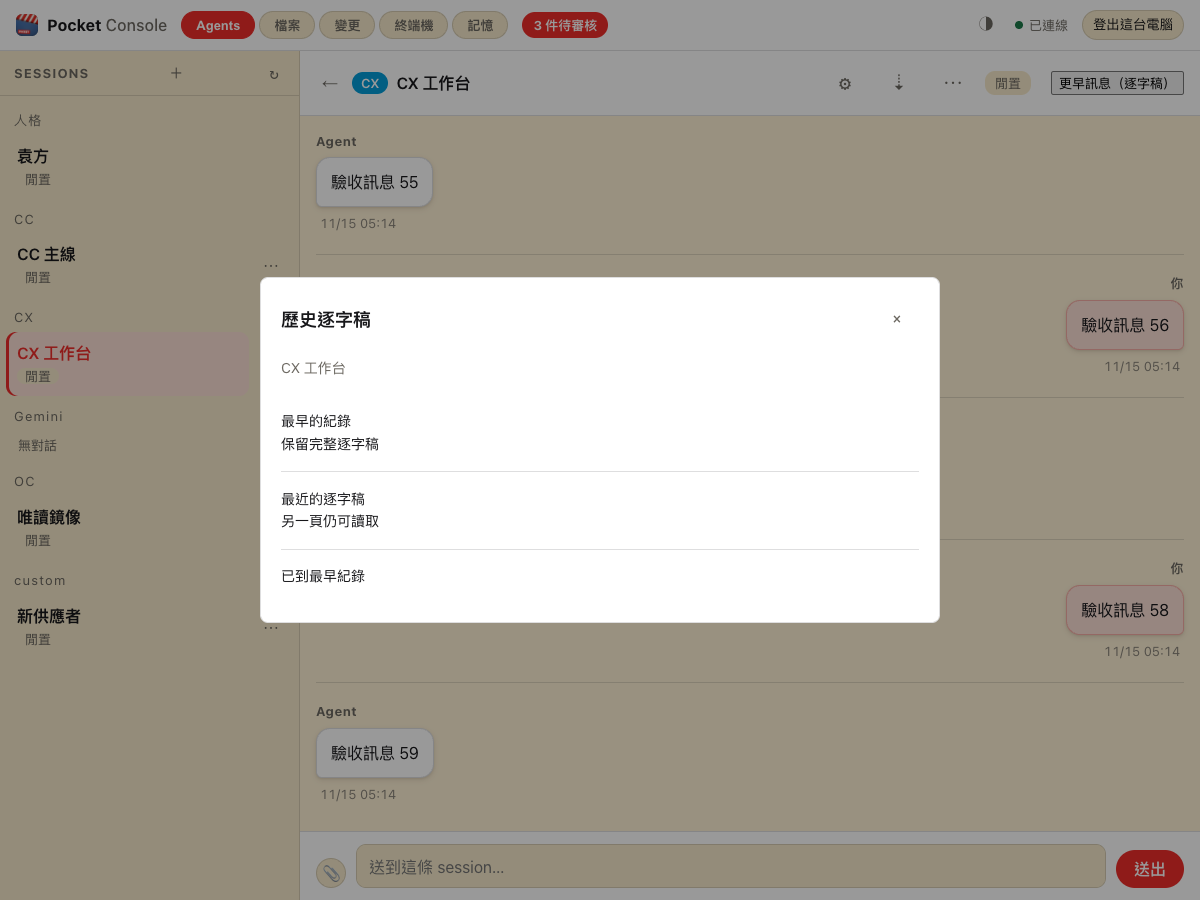 Pocket Console
Agents
檔案
變更
終端機
記憶
3 件待審核
已連線
登出這台電腦
SESSIONS
人格
袁方
閒置
CC
CC 主線
閒置
CX
CX 工作台
閒置
Gemini
無對話
OC
唯讀鏡像
閒置
custom
新供應者
閒置
CX
CX 工作台
閒置
更早訊息（逐字稿）
Agent
驗收訊息 55
11/15 05:14
你
驗收訊息 56
11/15 05:14
歷史逐字稿
×
CX 工作台
最早的紀錄
保留完整逐字稿
最近的逐字稿
另一頁仍可讀取
已到最早紀錄
你
驗收訊息 58
11/15 05:14
Agent
驗收訊息 59
11/15 05:14
送到這條 session...
送出